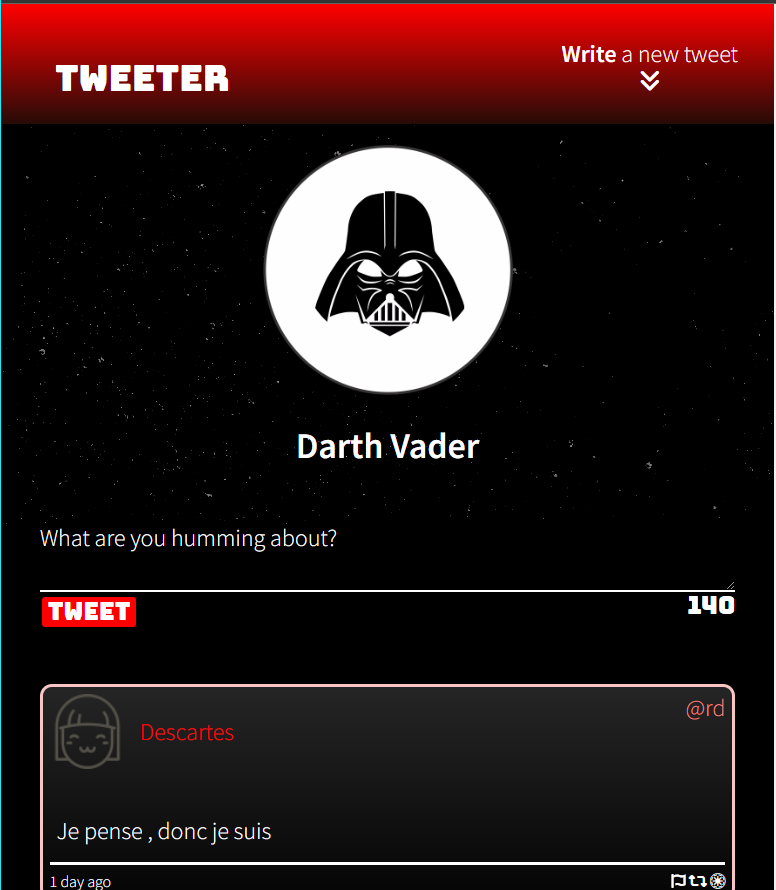 TWEETER
Write a new tweet
Darth Vader
What are you humming about?
TWEET
140
Descartes
@rd
Je pense , donc je suis
1 day ago